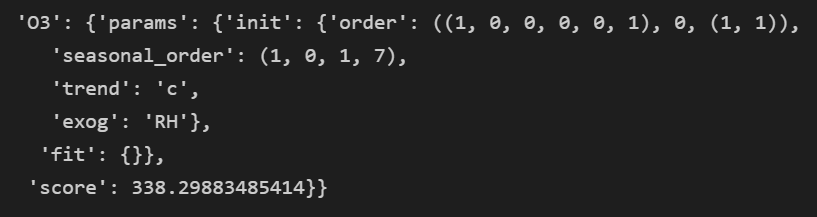 'O3': {'params': {'init': {'order': ((1, 0, 0, 0, 0, 1), 0, (1, 1)),
'seasonal_order': (1, 0, 1, 7),
'trend': 'c',
'exog': 'RH'},
'fit': {}},
'score': 338.29883485414}}